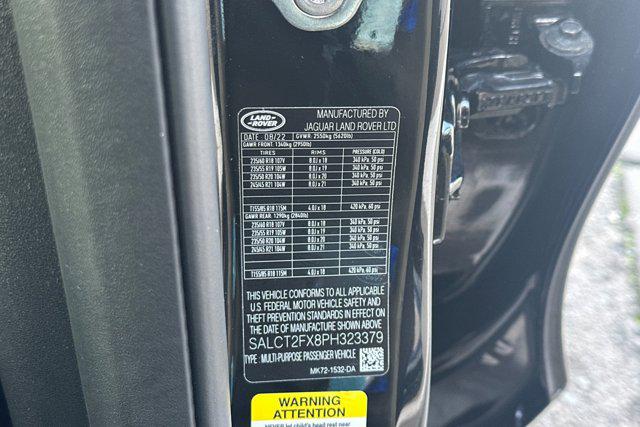 LAND ROVER
MANUFACTURED BY
JAGUAR LAND ROVER LTD
DATE 08/22 GVWR: 2550kg (5620lb)
GAWR FRONT: 1340kg (2950lb)
TIRES RIMS PRESSURE (COLD)
235/60 R18 107V 8.0J x 18 340 kPa. 50 psi
235/55 R19 105W 8.0J x 19 340 kPa. 50 psi
235/50 R20 104W 8.0J x 20 340 kPa. 50 psi
245/45 R21 104W 8.0J x 21 340 kPa. 50 psi
T155/85 R18 115M 4.0J x 18 420 kPa. 60 psi
GAWR REAR: 1290kg (2840lb)
235/60 R18 107V 8.0J x 18 340 kPa. 50 psi
235/55 R19 105W 8.0J x 19 340 kPa. 50 psi
235/50 R20 104W 8.0J x 20 340 kPa. 50 psi
245/45 R21 104W 8.0J x 21 340 kPa. 50 psi
T155/85 R18 115M 4.0J x 18 420 kPa. 60 psi
THIS VEHICLE CONFORMS TO ALL APPLICABLE
U.S. FEDERAL MOTOR VEHICLE SAFETY AND
THEFT PREVENTION STANDARDS IN EFFECT ON
THE DATE OF MANUFACTURE SHOWN ABOVE
SALCT2FX8PH323379
TYPE : MULTI-PURPOSE PASSENGER VEHICLE
MK72-1532-DA
WARNING
ATTENTION
NEVER let child's head rest near